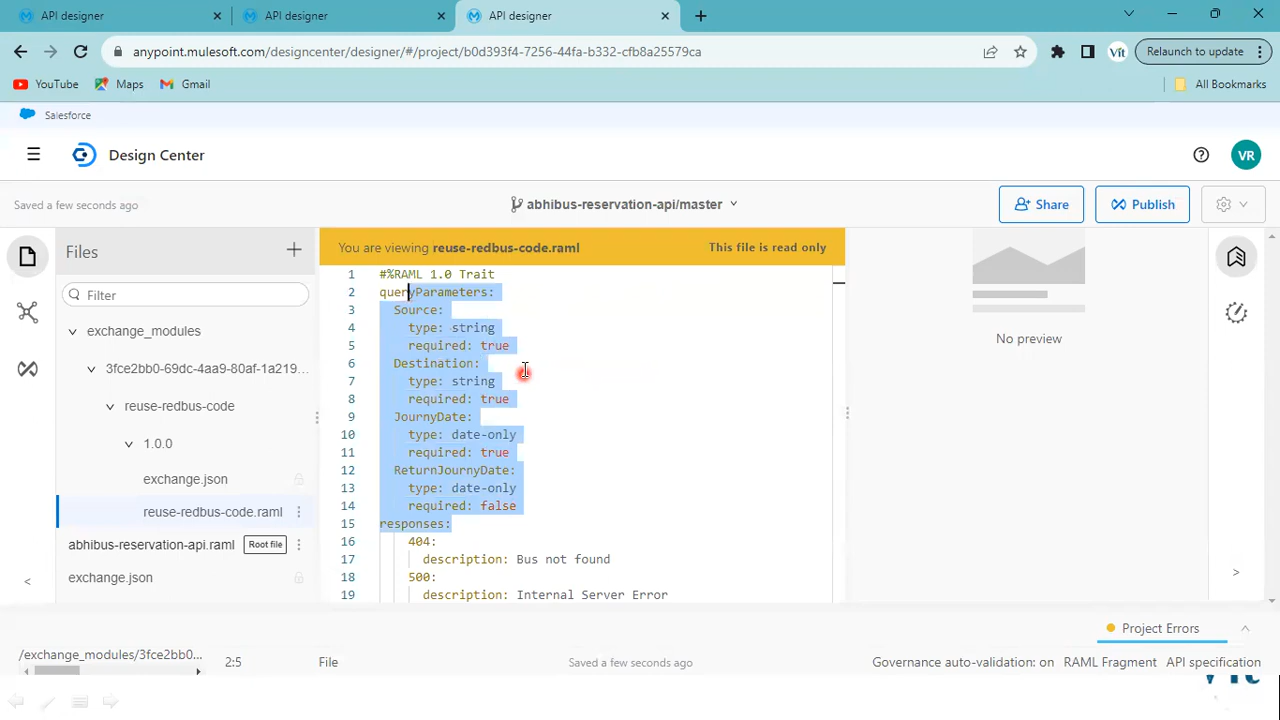 API designer
API designer
API designer
anypoint.mulesoft.com/designcenter/designer/#/project/b0d393f4-7256-44fa-b332-cfb8a25579ca
Vit
Relaunch to update
YouTube
Maps
Gmail
All Bookmarks
Salesforce
Design Center
VR
Saved a few seconds ago
abhibus-reservation-api/master
Share
Publish
Files
You are viewing reuse-redbus-code.raml
This file is read only
Filter
exchange_modules
3fce2bb0-69dc-4aa9-80af-1a219...
reuse-redbus-code
1.0.0
exchange.json
reuse-redbus-code.raml
abhibus-reservation-api.raml
Root file
exchange.json
1 #%RAML 1.0 Trait
2 queryParameters:
3 Source:
4 type: string
5 required: true
6 Destination:
7 type: string
8 required: true
9 JournyDate:
10 type: date-only
11 required: true
12 ReturnJournyDate:
13 type: date-only
14 required: false
15 responses:
16 404:
17 description: Bus not found
18 500:
19 description: Internal Server Error
No preview
Project Errors
/exchange_modules/3fce2bb0...
2:5
File
Saved a few seconds ago
Governance auto-validation: on
RAML Fragment
API specification